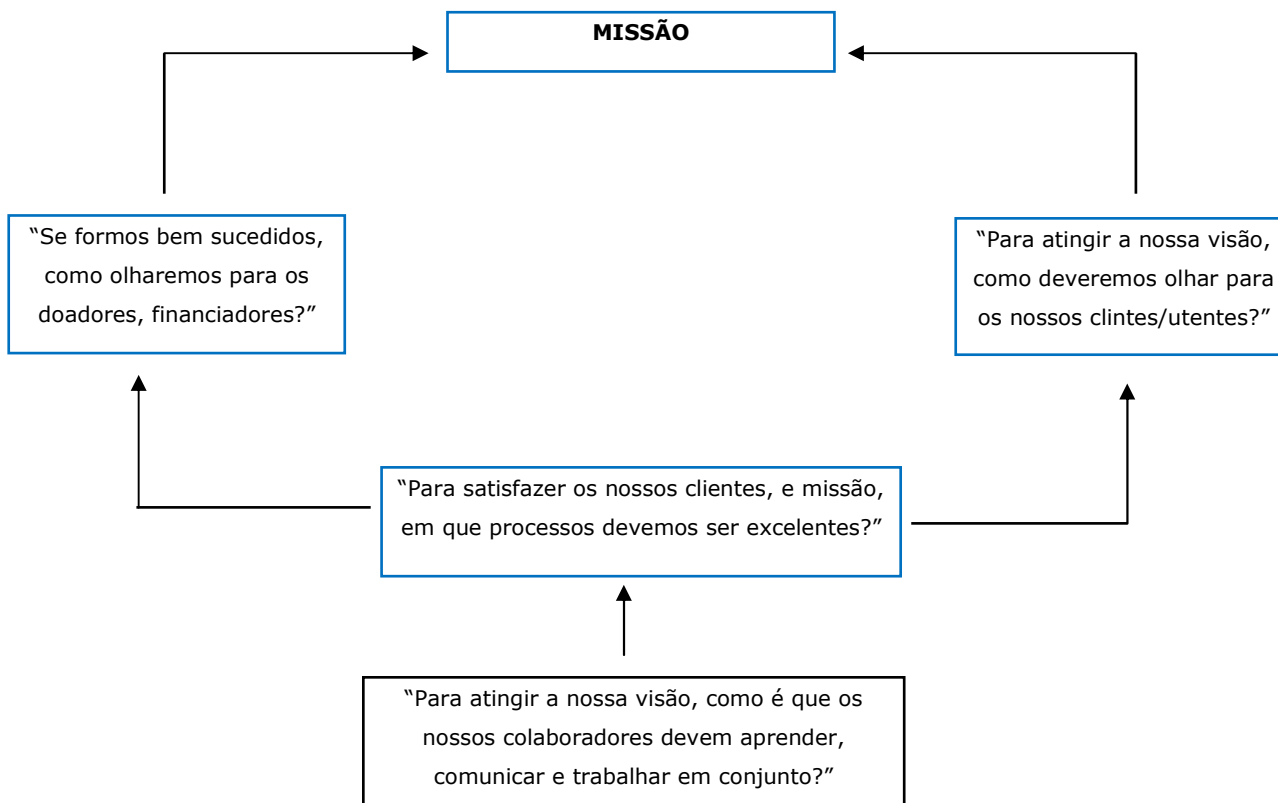 MISSÃO
“Se formos bem sucedidos,
como olharemos para os
doadores, financiadores?”
“Para atingir a nossa visão,
como deveremos olhar para
os nossos clintes/utentes?”
“Para satisfazer os nossos clientes, e missão,
em que processos devemos ser excelentes?”
“Para atingir a nossa visão, como é que os
nossos colaboradores devem aprender,
comunicar e trabalhar em conjunto?”